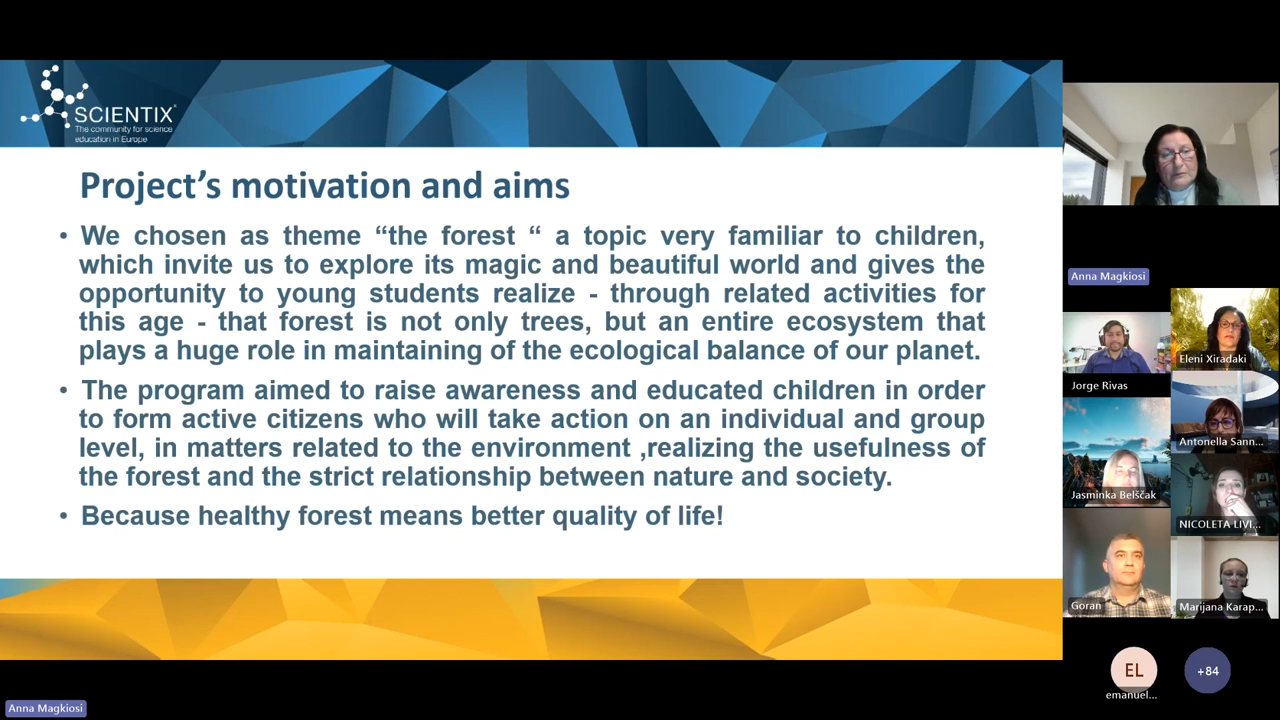 SCIENTIX®
The community for science
education in Europe
Project’s motivation and aims
• We chosen as theme “the forest “ a topic very familiar to children,
which invite us to explore its magic and beautiful world and gives the
opportunity to young students realize - through related activities for
this age - that forest is not only trees, but an entire ecosystem that
plays a huge role in maintaining of the ecological balance of our planet.
• The program aimed to raise awareness and educated children in order
to form active citizens who will take action on an individual and group
level, in matters related to the environment ,realizing the usefulness of
the forest and the strict relationship between nature and society.
• Because healthy forest means better quality of life!
Anna Magkiosi
Jorge Rivas
Eleni Xiradaki
Antonella Sann...
Jasminka Belščak
NICOLETA LIVI...
Goran
Marijana Karap...
EL
emanuel...
+84
Anna Magkiosi